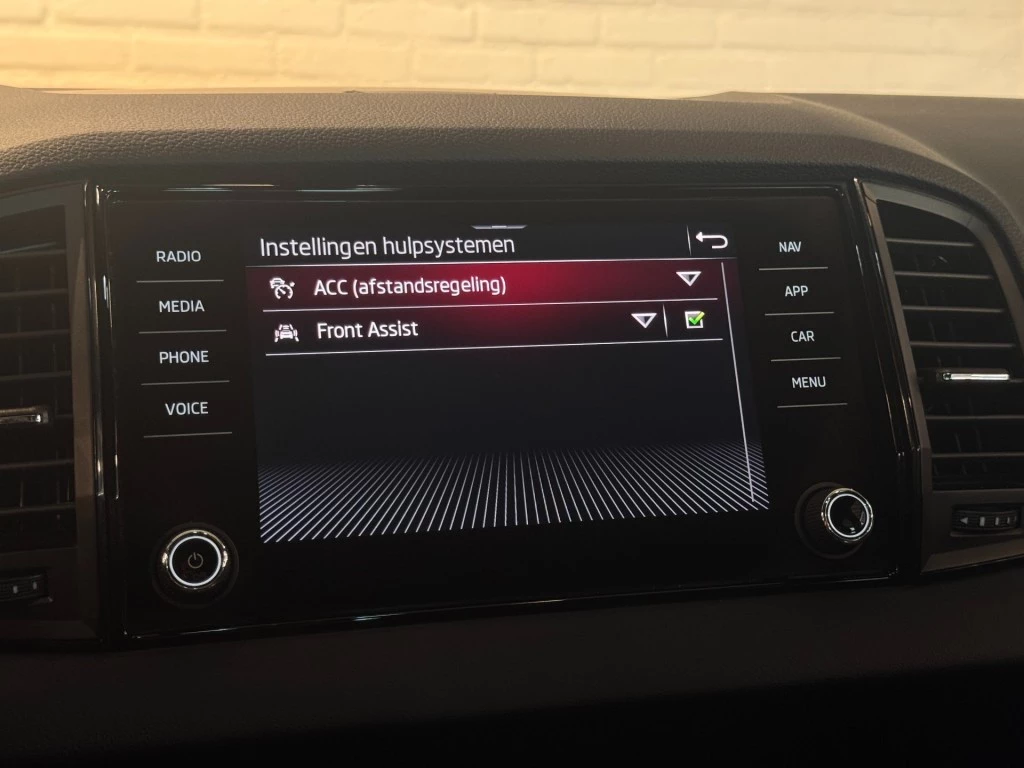 RADIO
MEDIA
PHONE
VOICE
Instellingen hulpsystemen
ACC (afstandsregeling)
Front Assist
NAV
APP
CAR
MENU